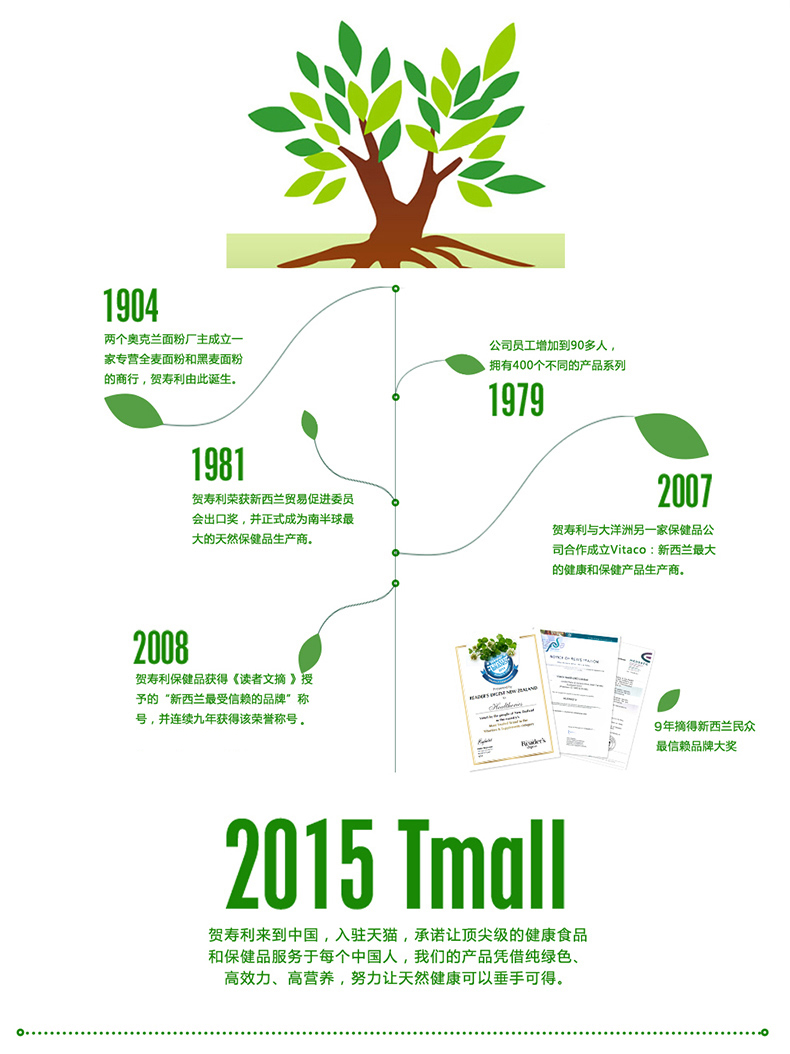 1904
两个奥克兰面粉厂主成立一
家专营全麦面粉和黑麦面粉
的商行，贺寿利由此诞生。
公司员工增加到90多人，
拥有400个不同的产品系列
1979
1981
贺寿利荣获新西兰贸易促进委员
会出口奖，并正式成为南半球最
大的天然保健品生产商。
2007
贺寿利与大洋洲另一家保健品公
司合作成立Vitaco：新西兰最大
的健康和保健产品生产商。
2008
贺寿利保健品获得《读者文摘 》授
予的“新西兰最受信赖的品牌”称
号，并连续九年获得该荣誉称号 。
READER'S DIGEST NEW ZEALAND
Healtheries
Reader's
9年摘得新西兰民众
最信赖品牌大奖
2015 Tmall
贺寿利来到中国，入驻天猫，承诺让顶尖级的健康食品
和保健品服务于每个中国人，我们的产品凭借纯绿色、
高效力、高营养，努力让天然健康可以垂手可得。